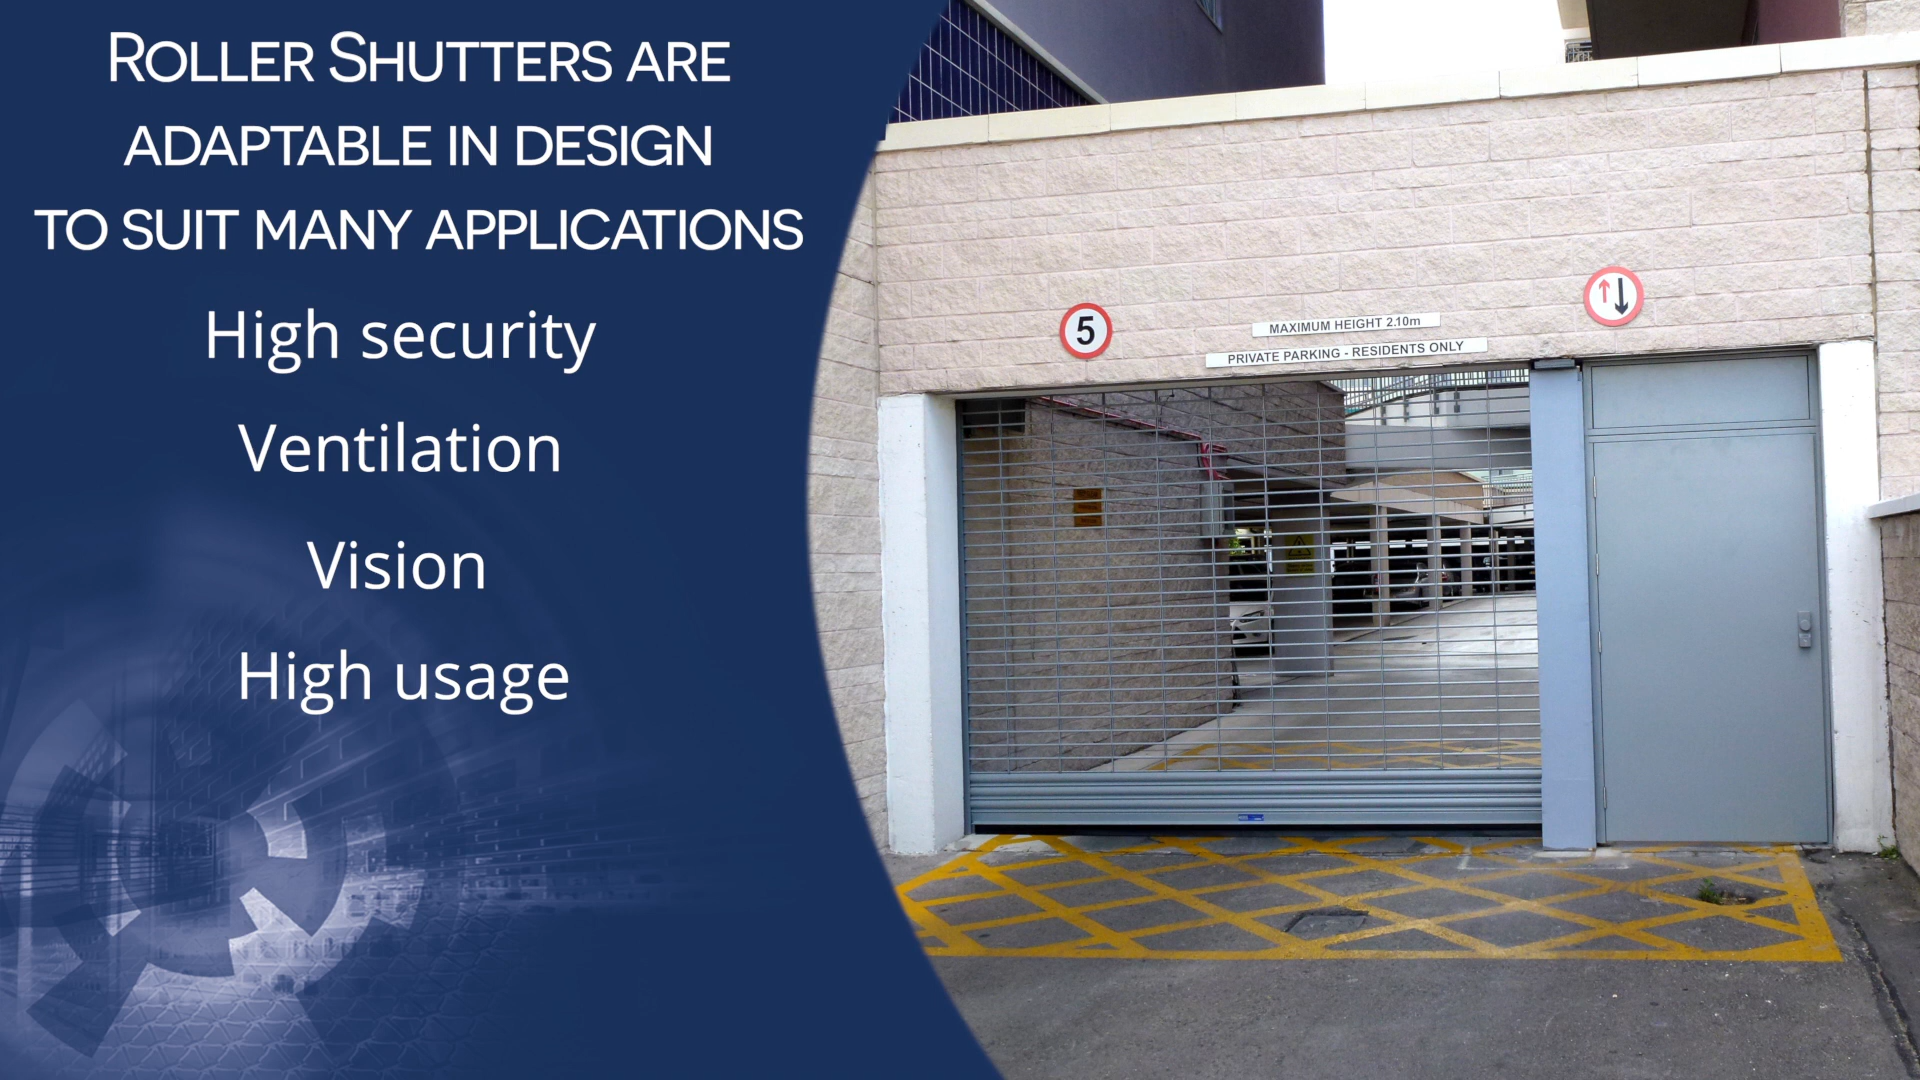 Roller Shutters are
adaptable in design
to suit many applications
High security
Ventilation
Vision
High usage
5
MAXIMUM HEIGHT 2.10m
PRIVATE PARKING - RESIDENTS ONLY